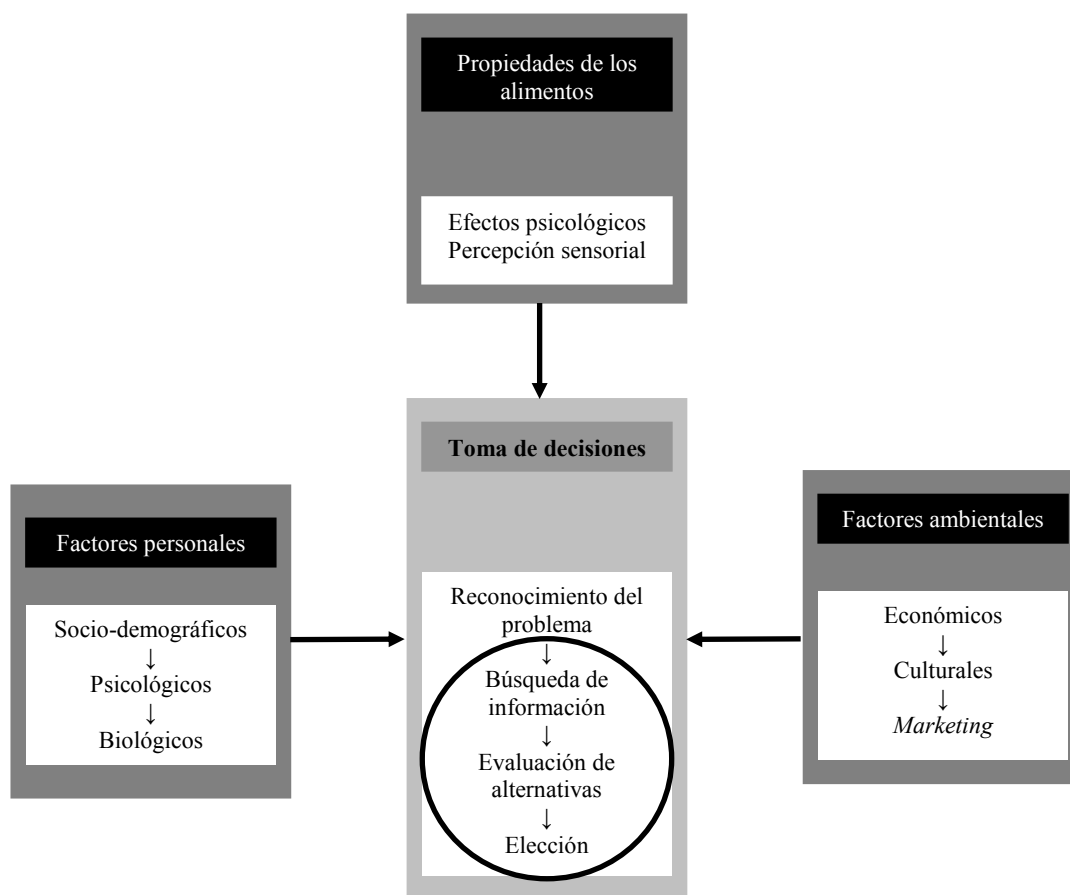 Propiedades de los
alimentos
Efectos psicológicos
Percepción sensorial
Toma de decisiones
Reconocimiento del
problema
↓
Búsqueda de
información
↓
Evaluación de
alternativas
↓
Elección
Factores personales
Socio-demográficos
↓
Psicológicos
↓
Biológicos
Factores ambientales
Económicos
↓
Culturales
↓
Marketing